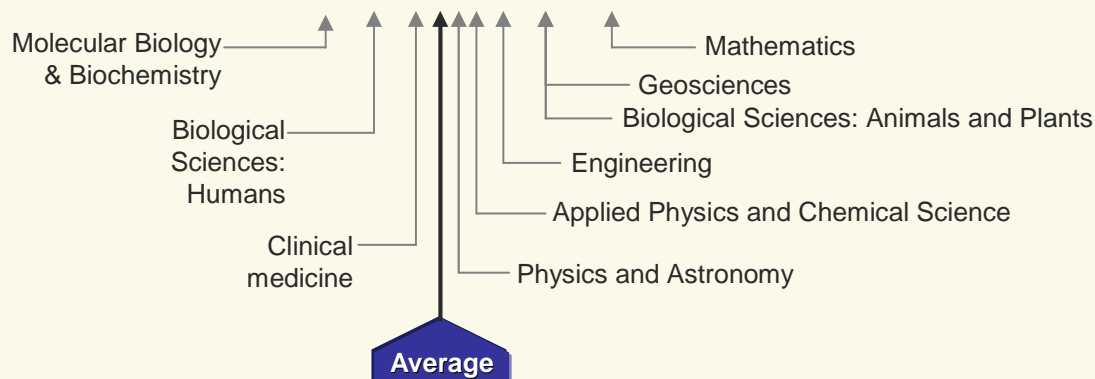 Molecular Biology
& Biochemistry
Mathematics
Geosciences
Biological Sciences: Animals and Plants
Biological
Sciences:
Humans
Engineering
Applied Physics and Chemical Science
Clinical
medicine
Physics and Astronomy
Average